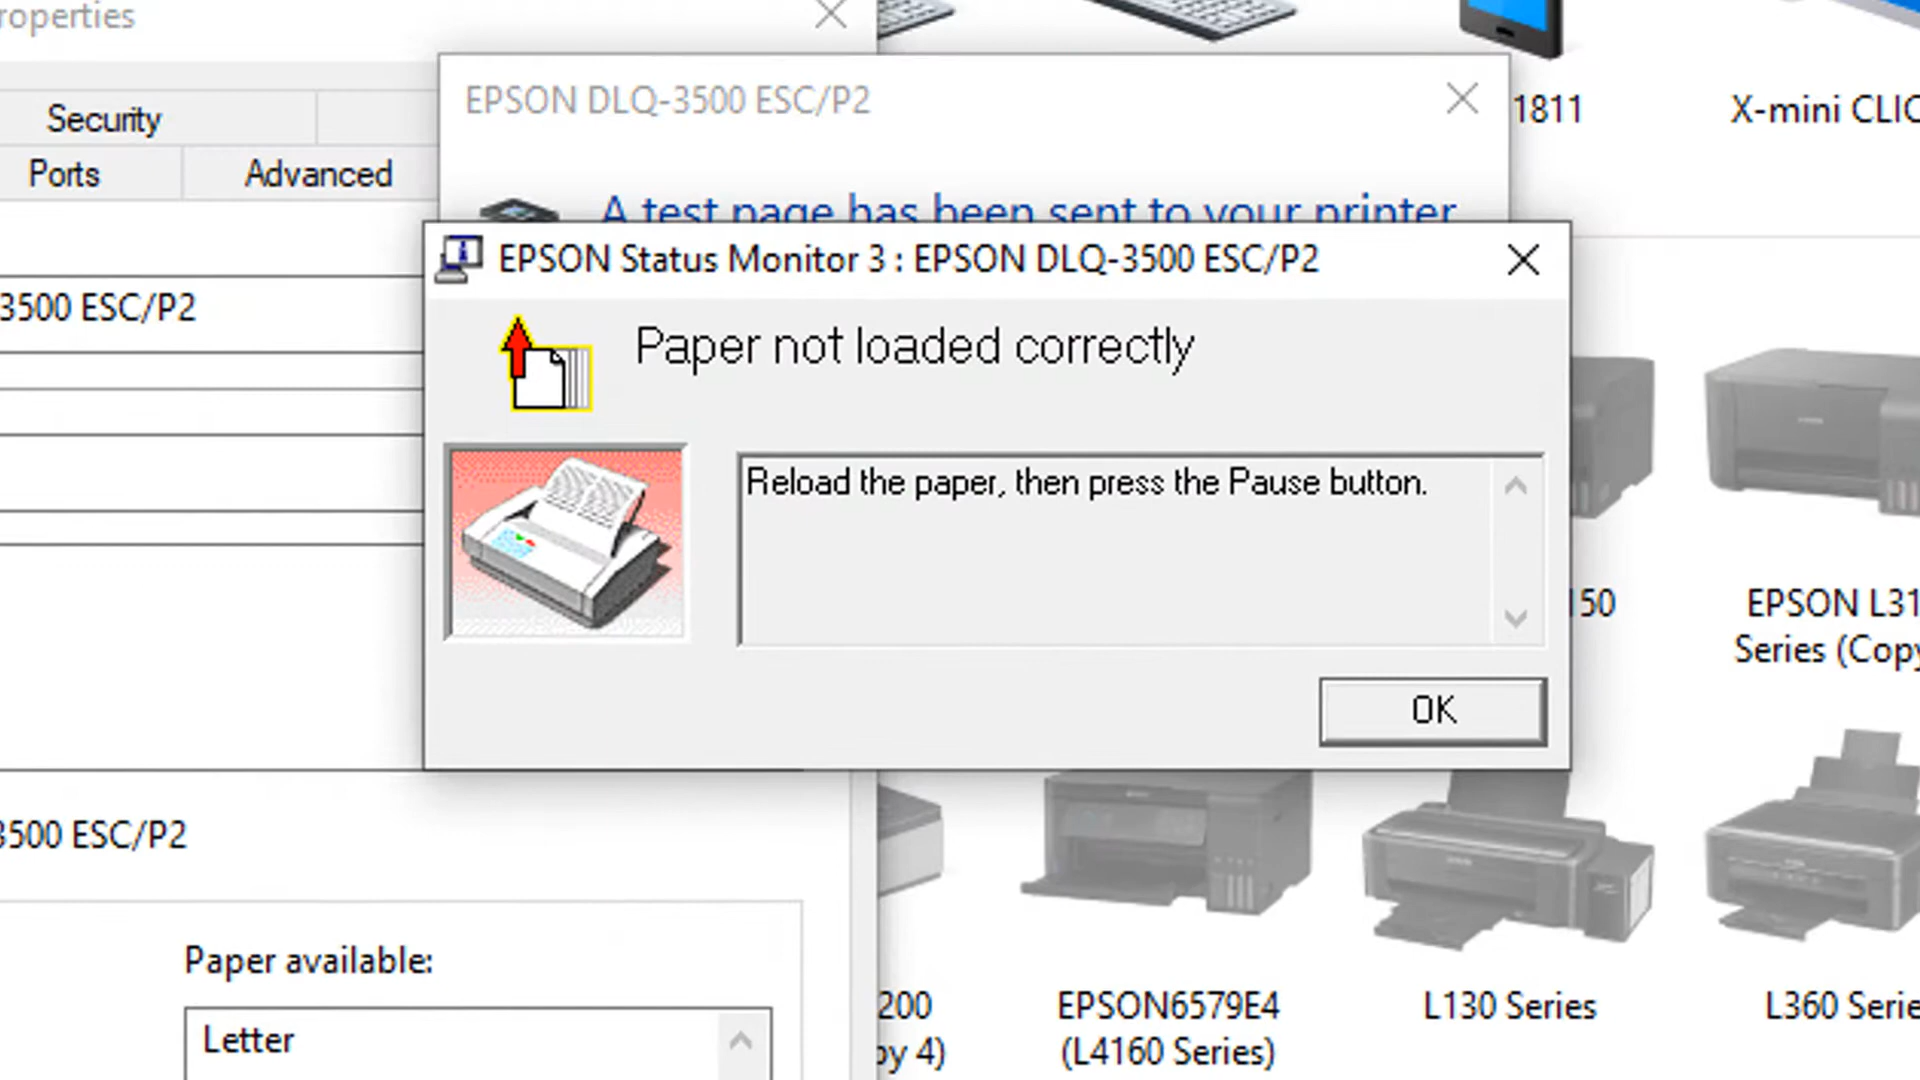 roperties
Security
Ports
Advanced
3500 ESC/P2
EPSON DLQ-3500 ESC/P2
A test page has been sent to your printer
EPSON Status Monitor 3 : EPSON DLQ-3500 ESC/P2
Paper not loaded correctly
Reload the paper, then press the Pause button.
OK
3500 ESC/P2
Paper available:
Letter
1811
X-mini CLIC
150
EPSON L31
Series (Copy
200
py 4)
EPSON6579E4
(L4160 Series)
L130 Series
L360 Serie